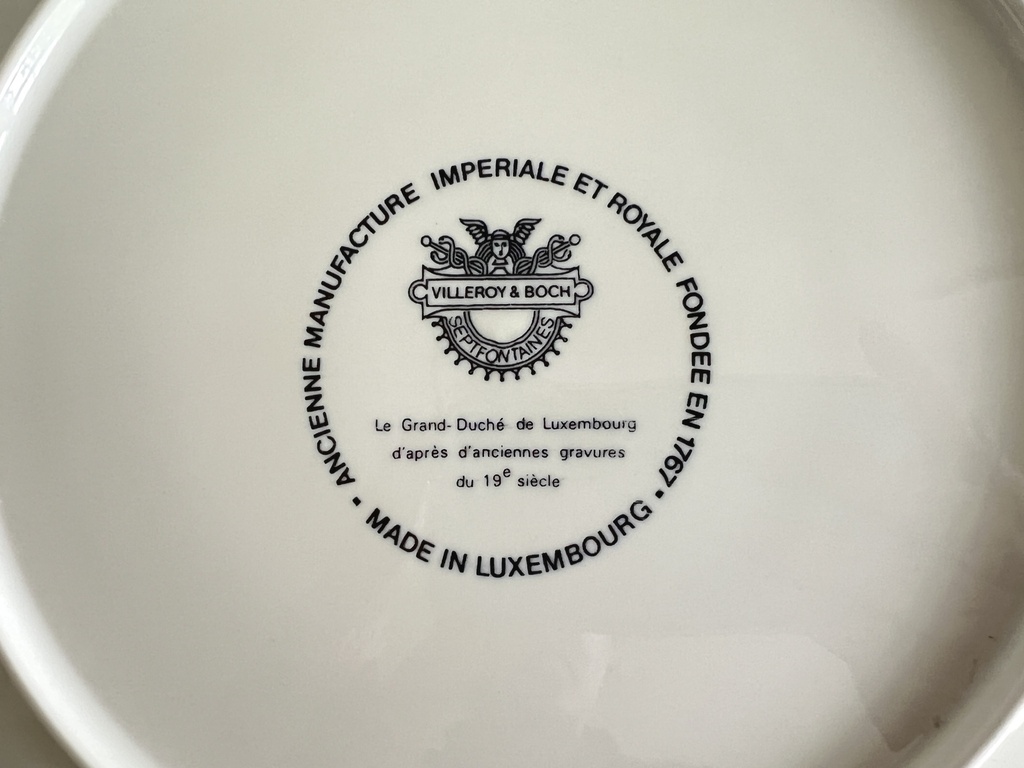 ANCIENNE MANUFACTURE IMPERIALE ET ROYALE FONDEE EN 1767
VILLEROY & BOCH
SEPTFONTAINES
Le Grand-Duché de Luxembourg
d'après d'anciennes gravures
du 19e siècle
• MADE IN LUXEMBOURG •